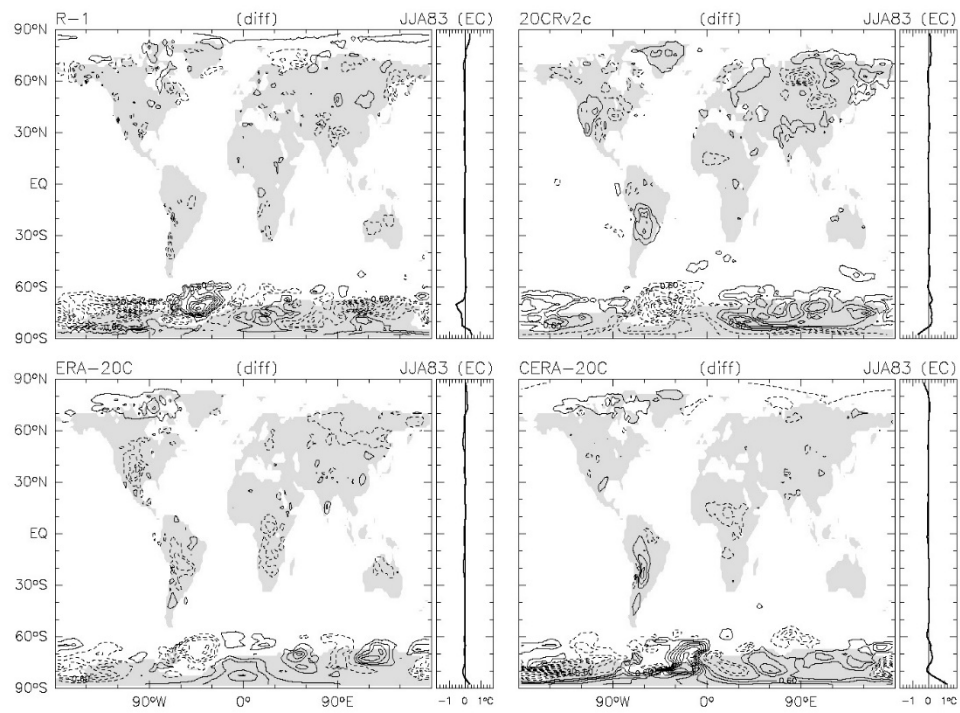 R-1 (diff) JJA83 (EC)
20CRv2c (diff) JJA83 (EC)
90°N
60°N
30°N
EQ
30°S
60°S
90°S
ERA-20C (diff) JJA83 (EC)
CERA-20C (diff) JJA83 (EC)
90°N
60°N
30°N
EQ
30°S
60°S
90°S
90°W 0° 90°E -1 0 1°C
90°W 0° 90°E -1 0 1°C